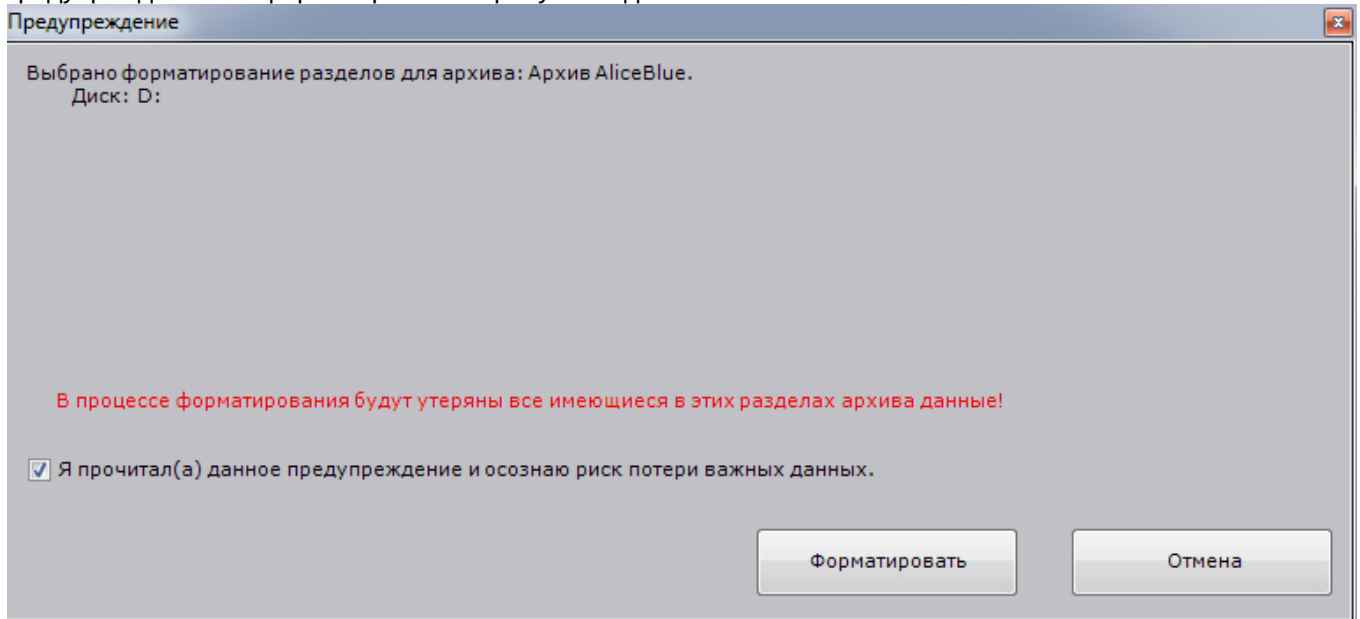 Предупреждение
Выбрано форматирование разделов для архива: Архив AliceBlue.
Диск: D:
В процессе форматирования будут утеряны все имеющиеся в этих разделах архива данные!
Я прочитал(а) данное предупреждение и осознаю риск потери важных данных.
Форматировать
Отмена